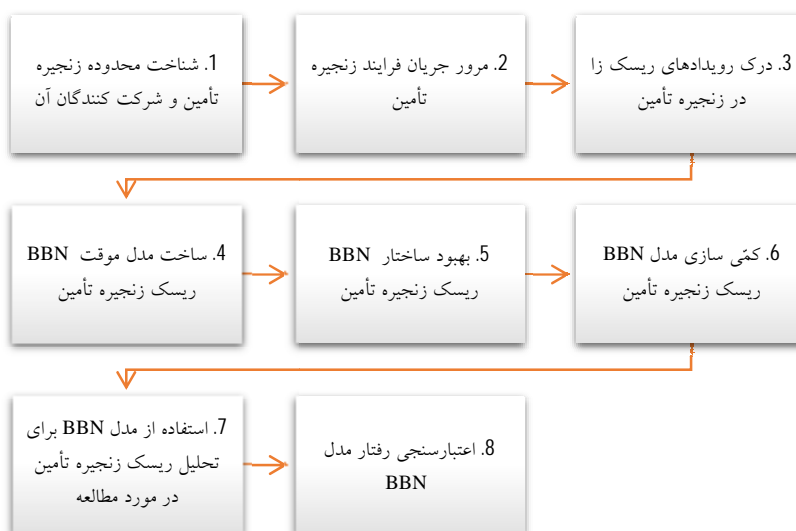 1. شناخت محدوده زنجیره
تأمین و شرکت کنندگان آن
2. مرور جریان فرایند زنجیره
تأمین
3. درک رویدادهای ریسک زا
در زنجیره تأمین
4. ساخت مدل موقت BBN
ریسک زنجیره تأمین
5. بهبود ساختار BBN
ریسک زنجیره تأمین
6. کمّی سازی مدل BBN
ریسک زنجیره تأمین
7. استفاده از مدل BBN برای
تحلیل ریسک زنجیره تأمین
در مورد مطالعه
8. اعتبارسنجی رفتار مدل
BBN